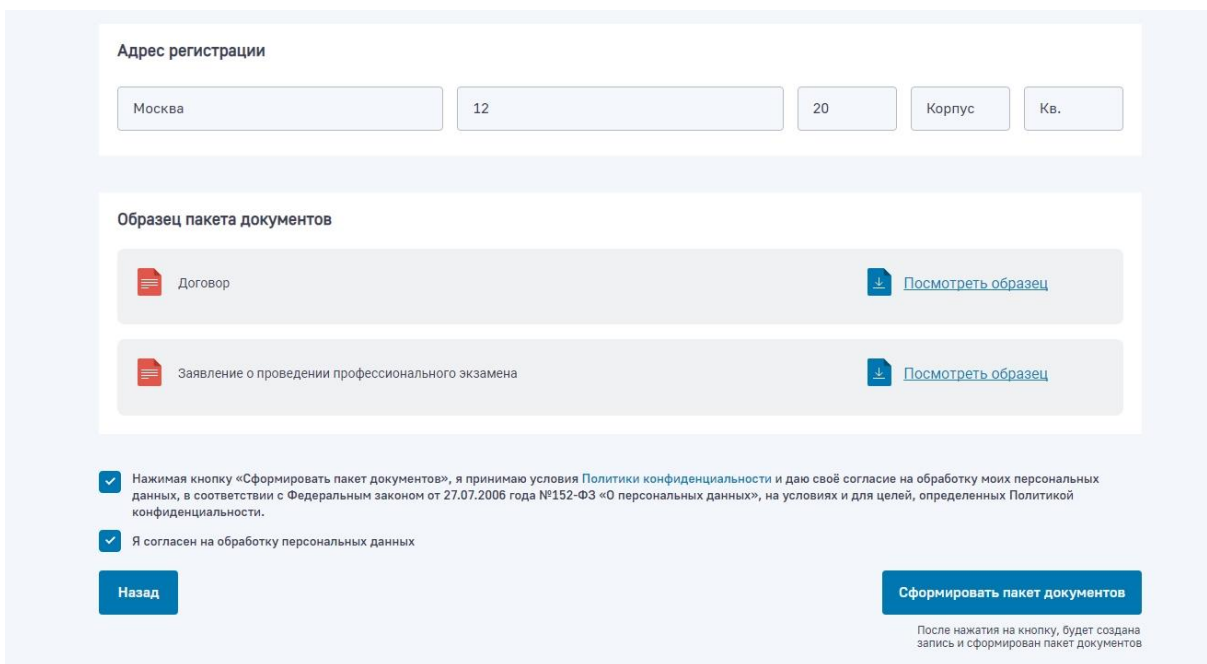 Адрес регистрации
Москва 12 20 Корпус Кв.
Образец пакета документов
Договор Посмотреть образец
Заявление о проведении профессионального экзамена Посмотреть образец
Нажимая кнопку «Сформировать пакет документов», я принимаю условия Политики конфиденциальности и даю своё согласие на обработку моих персональных
данных, в соответствии с Федеральным законом от 27.07.2006 года №152-ФЗ «О персональных данных», на условиях и для целей, определенных Политикой
конфиденциальности.
Я согласен на обработку персональных данных
Назад Сформировать пакет документов
После нажатия на кнопку, будет создана
запись и сформирован пакет документов